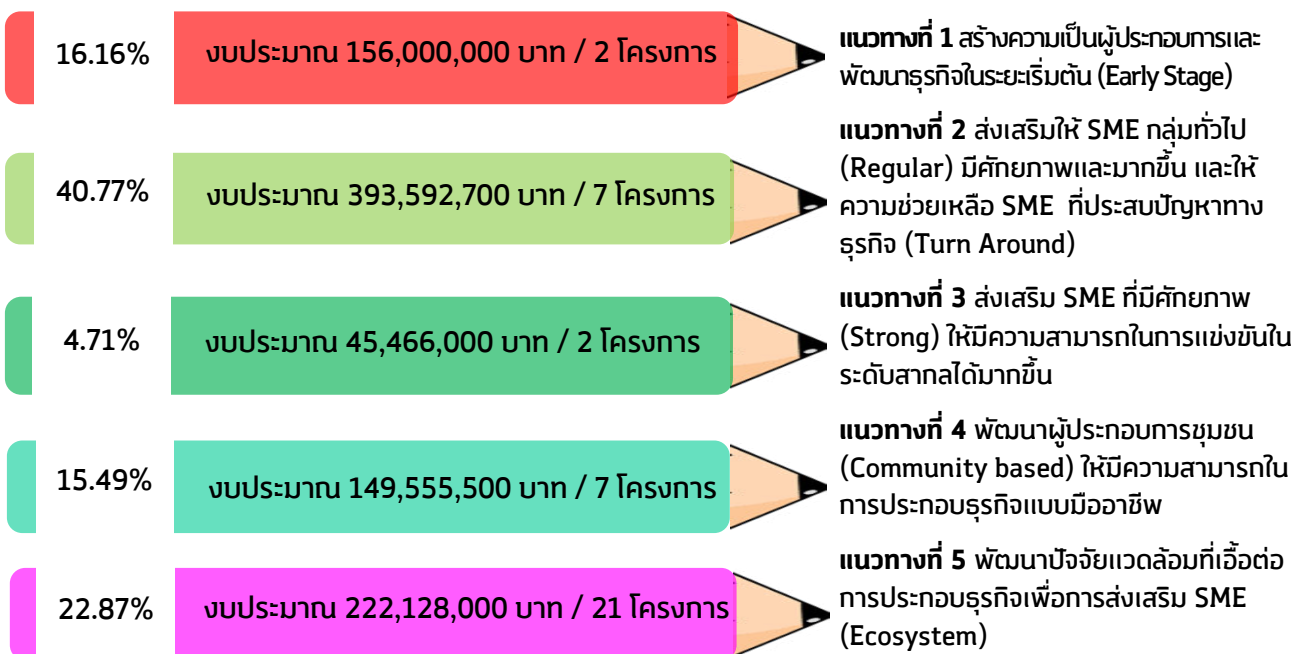 16.16%
งบประมาณ 156,000,000 บาท / 2 โครงการ
แนวทางที่ 1 สร้างความเป็นผู้ประกอบการและ
พัฒนาธุรกิจในระยะเริ่มต้น (Early Stage)
40.77%
งบประมาณ 393,592,700 บาท / 7 โครงการ
แนวทางที่ 2 ส่งเสริมให้ SME กลุ่มทั่วไป
(Regular) มีศักยภาพและมากขึ้น และให้
ความช่วยเหลือ SME ที่ประสบปัญหาทาง
ธุรกิจ (Turn Around)
4.71%
งบประมาณ 45,466,000 บาท / 2 โครงการ
แนวทางที่ 3 ส่งเสริม SME ที่มีศักยภาพ
(Strong) ให้มีความสามารถในการแข่งขันใน
ระดับสากลได้มากขึ้น
15.49%
งบประมาณ 149,555,500 บาท / 7 โครงการ
แนวทางที่ 4 พัฒนาผู้ประกอบการชุมชน
(Community based) ให้มีความสามารถใน
การประกอบธุรกิจแบบมืออาชีพ
22.87%
งบประมาณ 222,128,000 บาท / 21 โครงการ
แนวทางที่ 5 พัฒนาปัจจัยแวดล้อมที่เอื้อต่อ
การประกอบธุรกิจเพื่อการส่งเสริม SME
(Ecosystem)